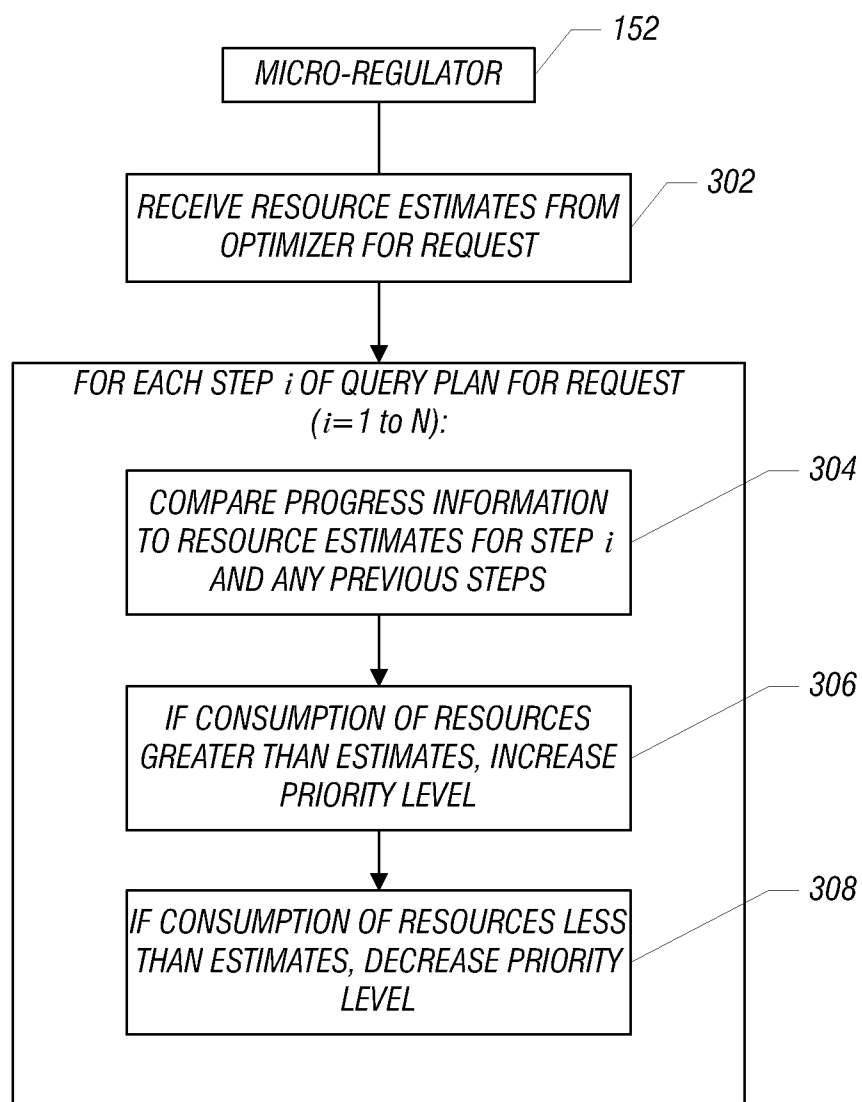 152
MICRO-REGULATOR
302
RECEIVE RESOURCE ESTIMATES FROM
OPTIMIZER FOR REQUEST
FOR EACH STEP i OF QUERY PLAN FOR REQUEST
(i=1 to N):
304
COMPARE PROGRESS INFORMATION
TO RESOURCE ESTIMATES FOR STEP i
AND ANY PREVIOUS STEPS
306
IF CONSUMPTION OF RESOURCES
GREATER THAN ESTIMATES, INCREASE
PRIORITY LEVEL
308
IF CONSUMPTION OF RESOURCES LESS
THAN ESTIMATES, DECREASE PRIORITY
LEVEL